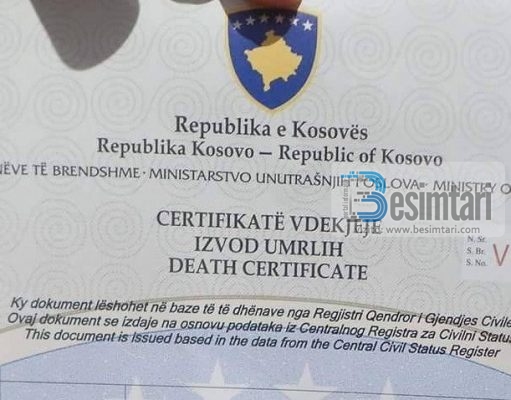 Republika e Kosovës
Republika Kosovo – Republic of Kosovo
NËVE TË BRENDSHME · MINISTARSTVO UNUTRAŠNJIH POSLOVA · MINISTRY O
Besimtari
www.besimtari.com
CERTIFIKATË VDEKJEJE
IZVOD UMRLIH
DEATH CERTIFICATE
N. Sr.
S. Br.
S. No.
V
Ky dokument lëshohet në baze të të dhënave nga Regjistri Qendror i Gjendjes Civile
Ovaj dokument se izdaje na osnovu podataka iz Centralnog Registra za Civilni Status
This document is issued based in the data from the Central Civil Status Register